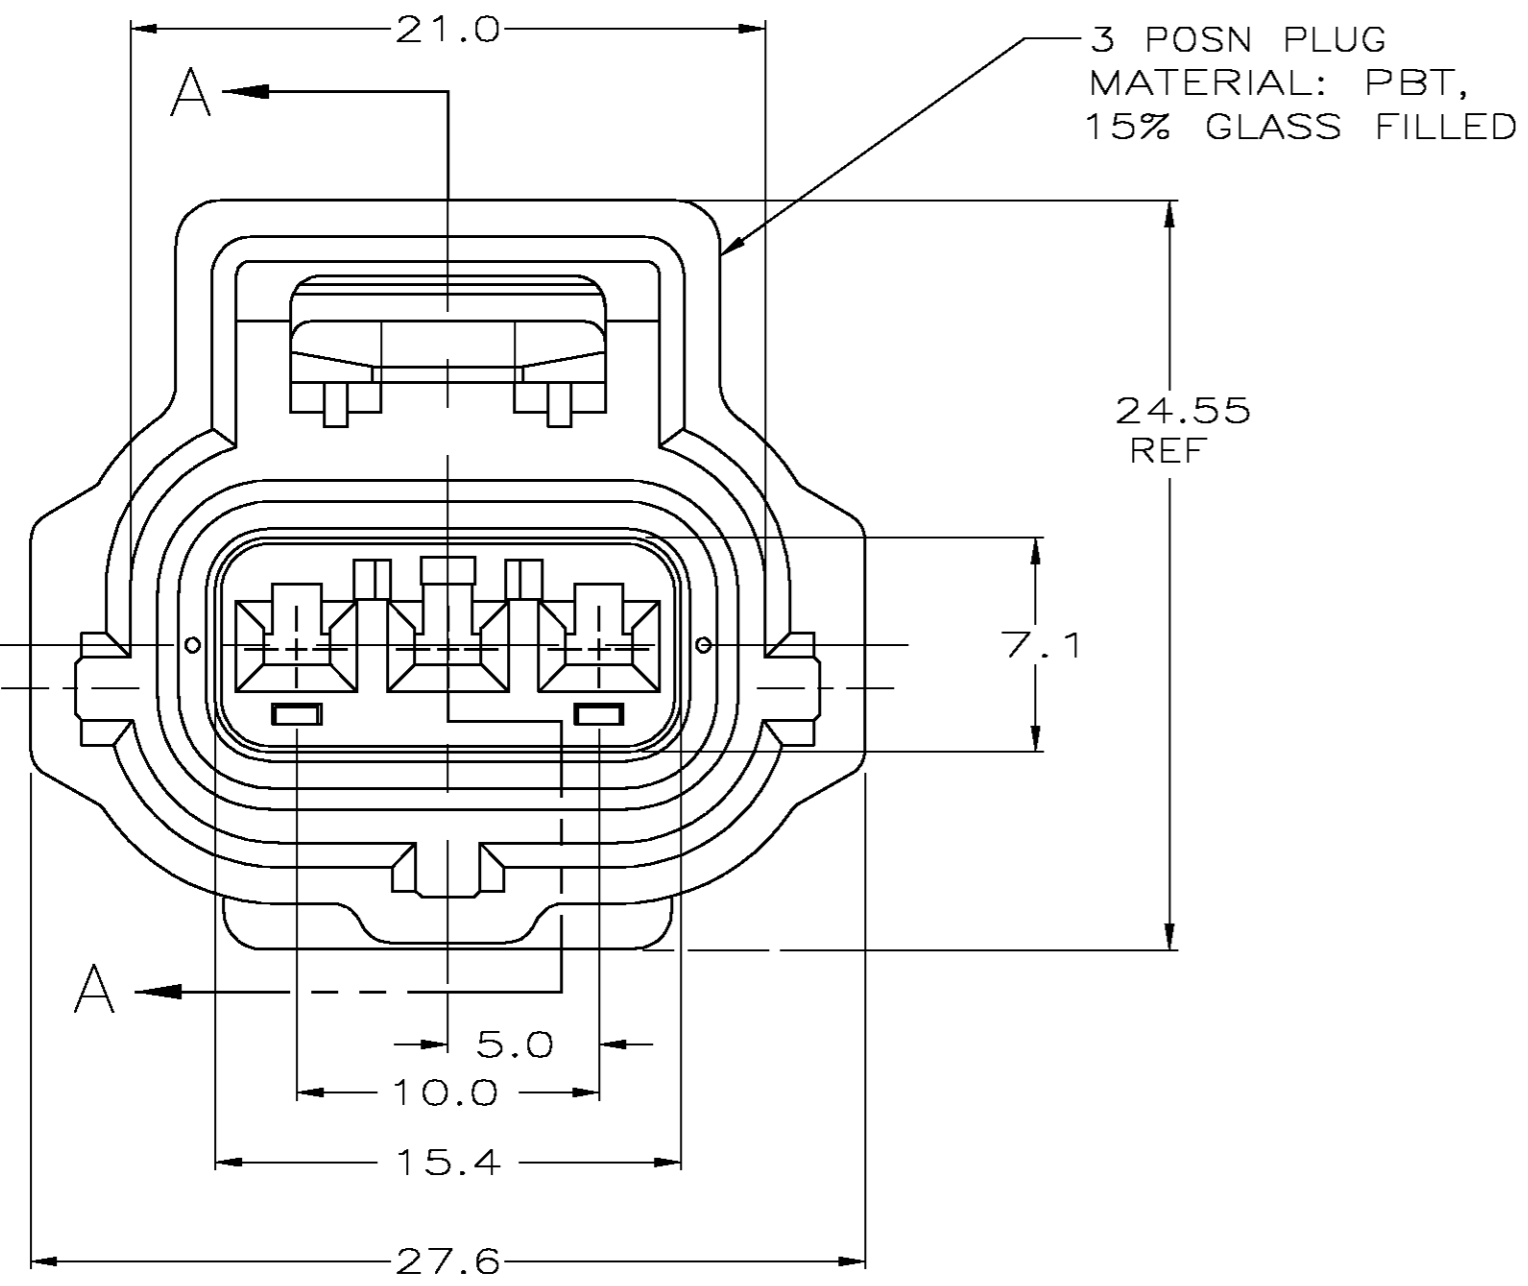 21.0
3 POSN PLUG
MATERIAL: PBT,
15% GLASS FILLED
A
24.55
REF
7.1
A
5.0
10.0
15.4
27.6